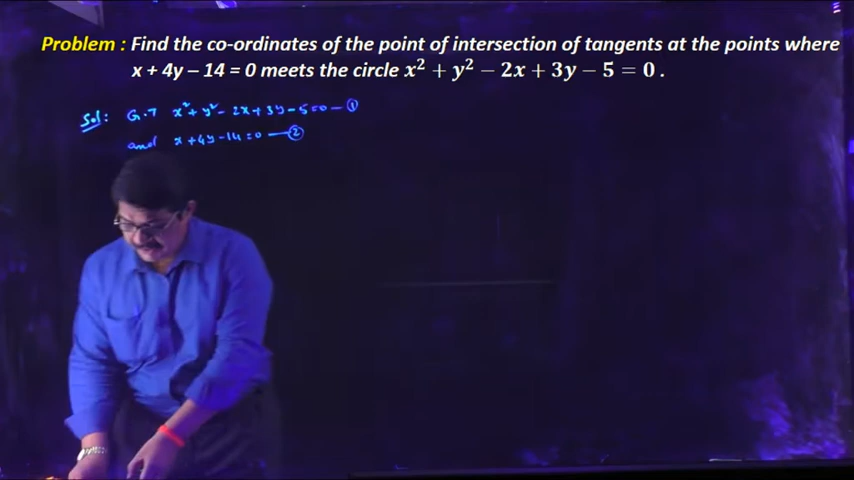 Problem : Find the co-ordinates of the point of intersection of tangents at the points where
x + 4y – 14 = 0 meets the circle x² + y² − 2x + 3y − 5 = 0 .
Sol: G.T x²+y²-2x+3y-5=0 — ①
and x+4y-14=0 — ②